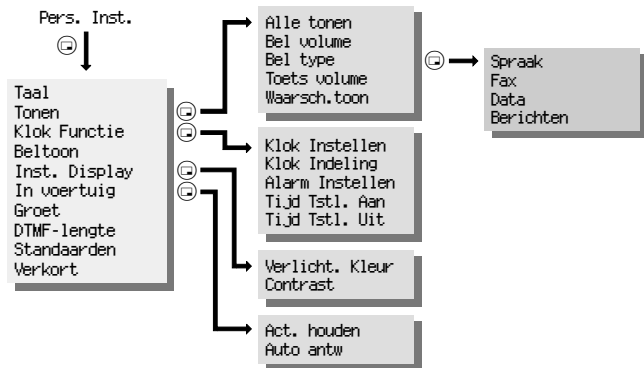 Pers. Inst.
Taal
Tonen
Klok Functie
Beltoon
Inst. Display
In voertuig
Groet
DTMF-lengte
Standaarden
Verkort
Alle tonen
Bel volume
Bel type
Toets volume
Waarsch.toon
Spraak
Fax
Data
Berichten
Klok Instellen
Klok Indeling
Alarm Instellen
Tijd Tstl. Aan
Tijd Tstl. Uit
Verlicht. Kleur
Contrast
Act. houden
Auto antw